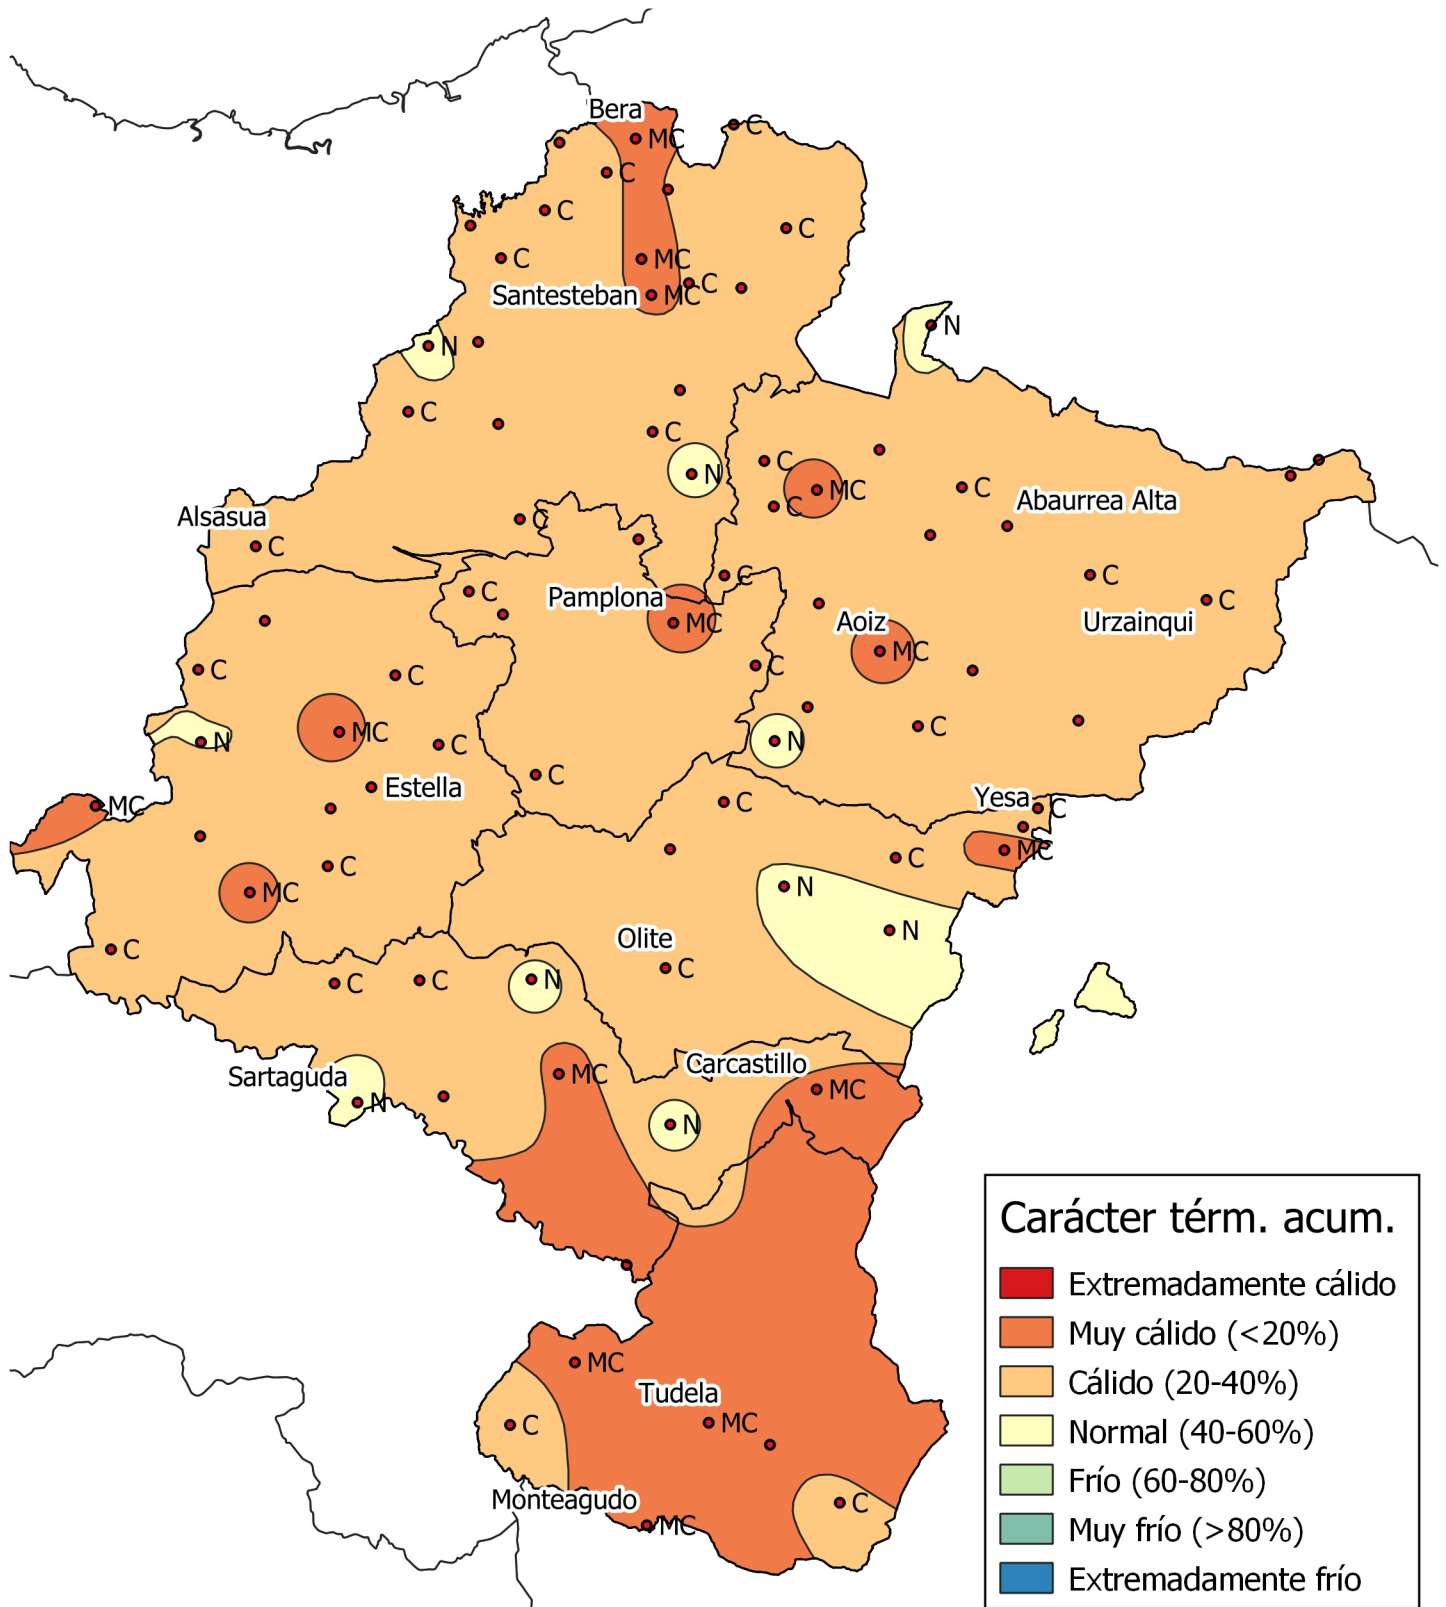 Bera
MC
C
C
C
C
C
MC
C
Santesteban
MC
N
N
C
C
C
N
MC
C
C
Abaurrea Alta
Alsasua
C
C
C
C
C
Pamplona
C
MC
Aoiz
Urzainqui
MC
C
C
C
C
MC
N
C
N
C
Estella
Yesa
MC
C
C
C
MC
C
N
MC
N
Olite
C
C
C
C
N
Carcastillo
Sartaguda
MC
MC
N
N
MC
Tudela
C
MC
Monteagudo
C
MC
Carácter térm. acum.
Extremadamente cálido
Muy cálido (<20%)
Cálido (20-40%)
Normal (40-60%)
Frío (60-80%)
Muy frío (>80%)
Extremadamente frío